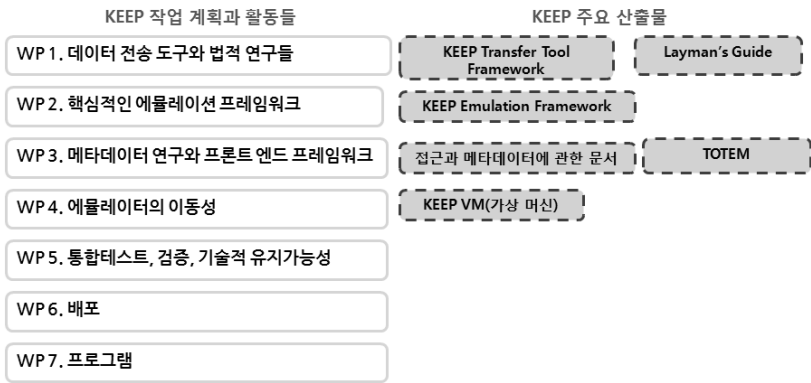 KEEP 작업 계획과 활동들
KEEP 주요 산출물
WP 1. 데이터 전송 도구와 법적 연구들
KEEP Transfer Tool
Framework
Layman's Guide
WP 2. 핵심적인 에뮬레이션 프레임워크
KEEP Emulation Framework
WP 3. 메타데이터 연구와 프론트 엔드 프레임워크
접근과 메타데이터에 관한 문서
TOTEM
WP 4. 에뮬레이터의 이동성
KEEP VM(가상 머신)
WP 5. 통합테스트, 검증, 기술적 유지가능성
WP 6. 배포
WP 7. 프로그램